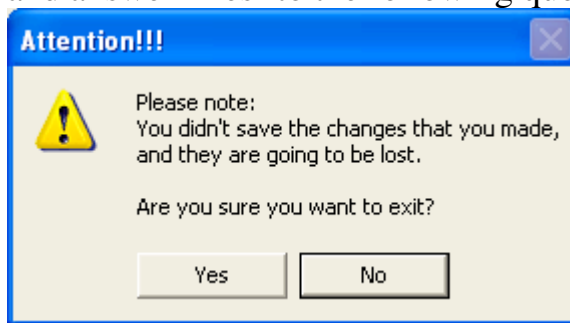 Attention!!!
Please note:
You didn't save the changes that you made,
and they are going to be lost.
Are you sure you want to exit?
Yes
No